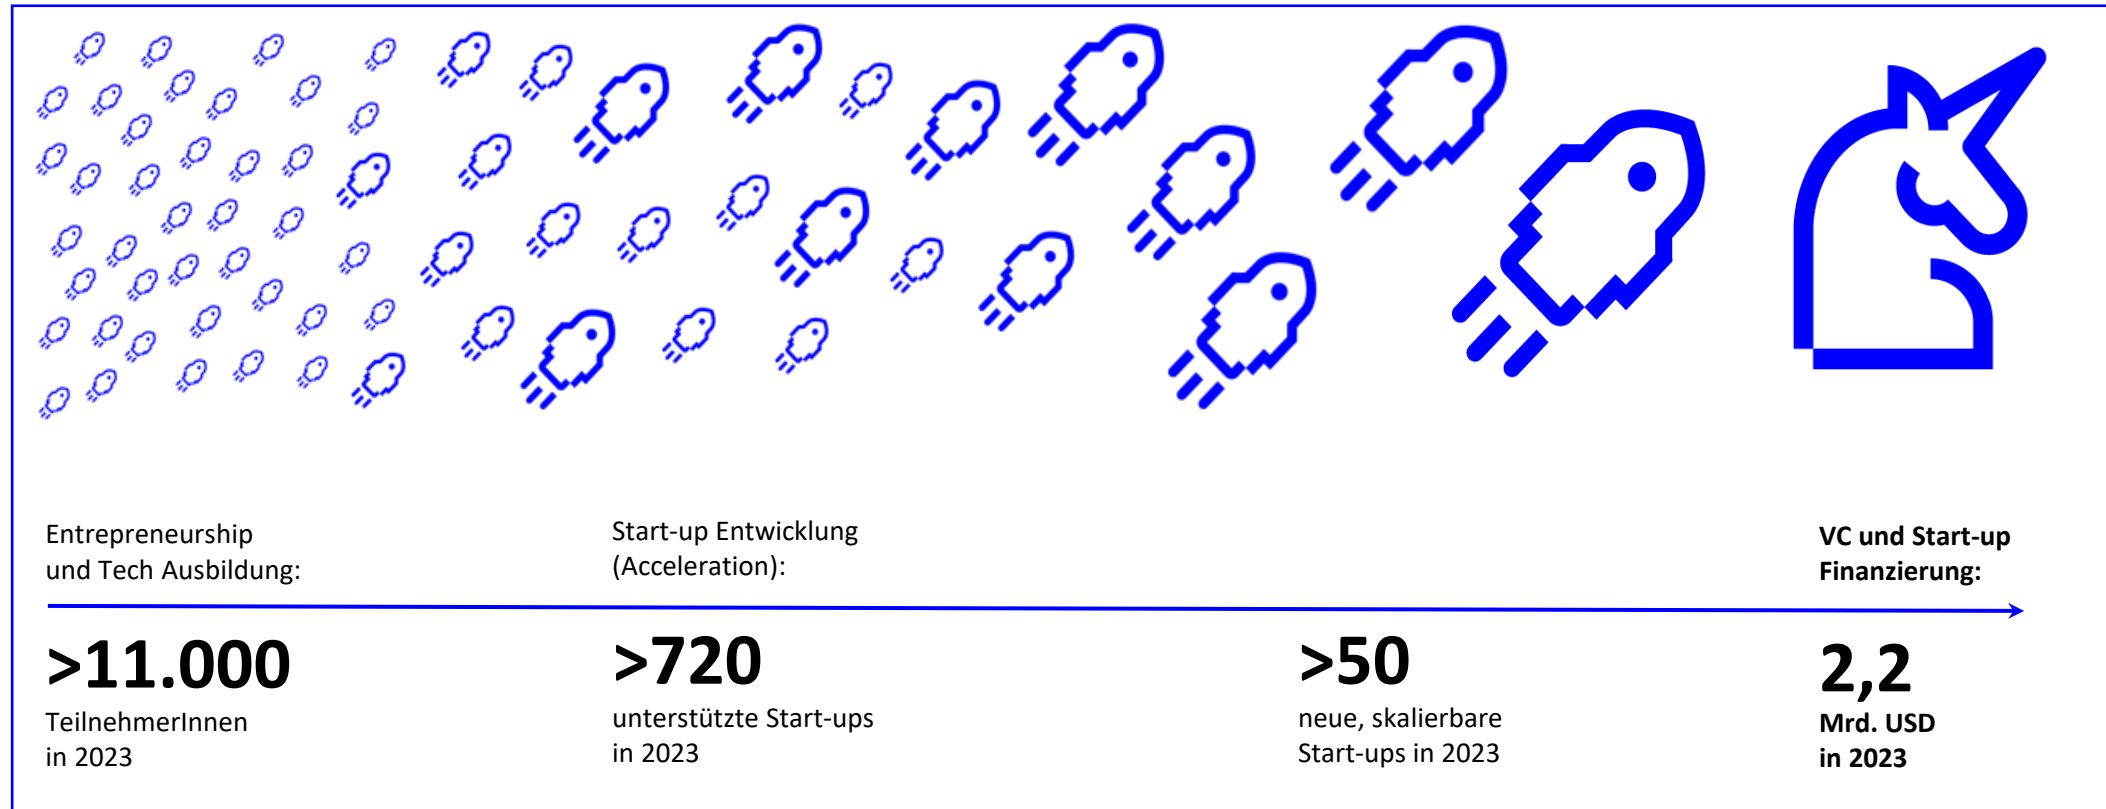 Entrepreneurship
und Tech Ausbildung:
Start-up Entwicklung
(Acceleration):
VC und Start-up
Finanzierung:
>11.000
TeilnehmerInnen
in 2023
>720
unterstützte Start-ups
in 2023
>50
neue, skalierbare
Start-ups in 2023
2,2
Mrd. USD
in 2023